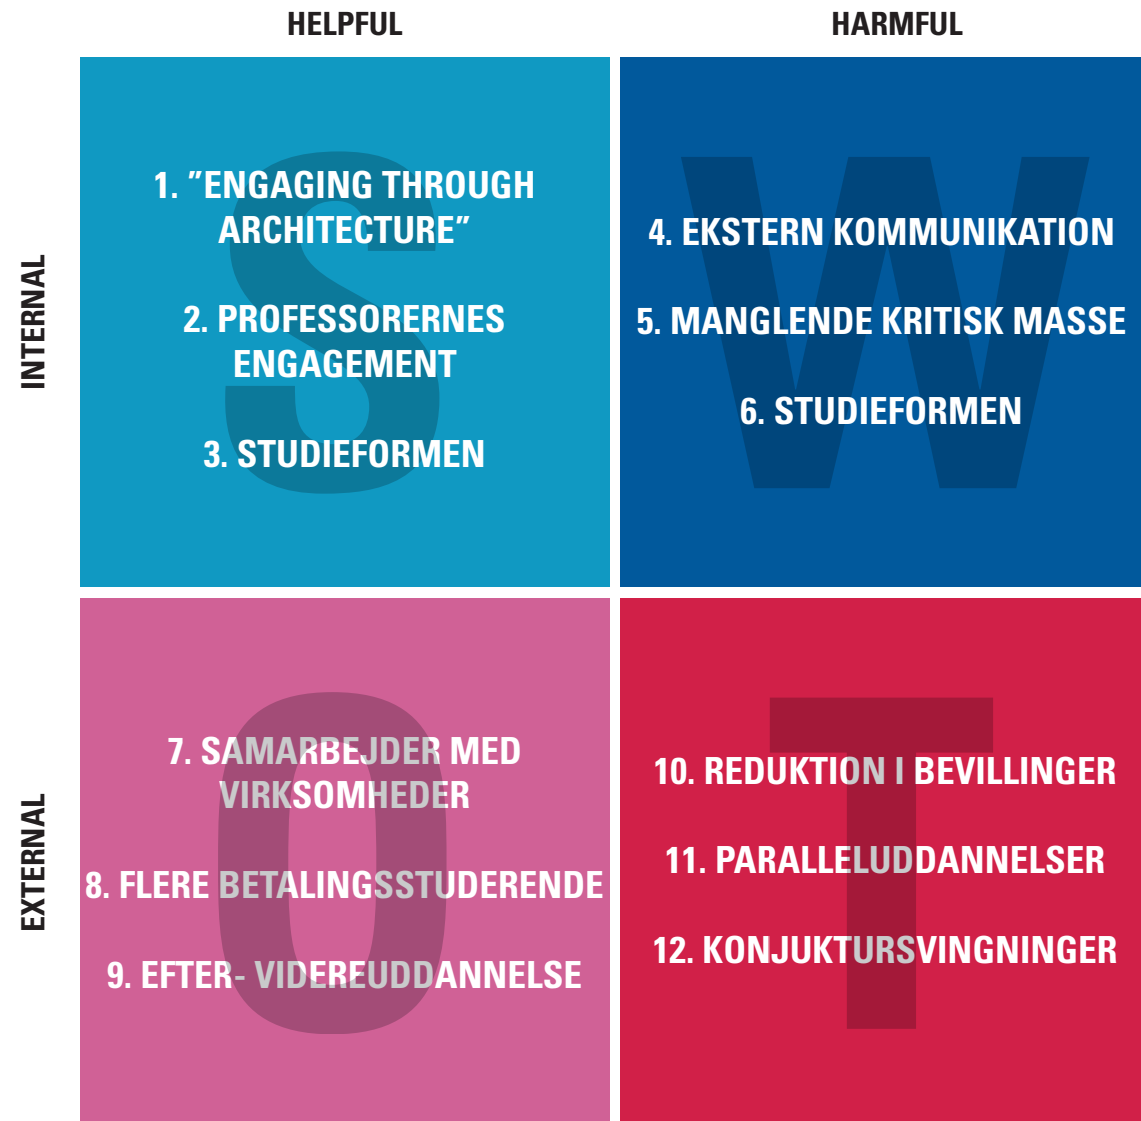 HELPFUL
HARMFUL
INTERNAL
S
1. ”ENGAGING THROUGH
ARCHITECTURE”
2. PROFESSORERNES
ENGAGEMENT
3. STUDIEFORMEN
W
4. EKSTERN KOMMUNIKATION
5. MANGLENDE KRITISK MASSE
6. STUDIEFORMEN
EXTERNAL
O
7. SAMARBEJDER MED
VIRKSOMHEDER
8. FLERE BETALINGSSTUDERENDE
9. EFTER- VIDEREUDDANNELSE
T
10. REDUKTION I BEVILLINGER
11. PARALLELUDDANNELSER
12. KONJUKTURSVINGNINGER